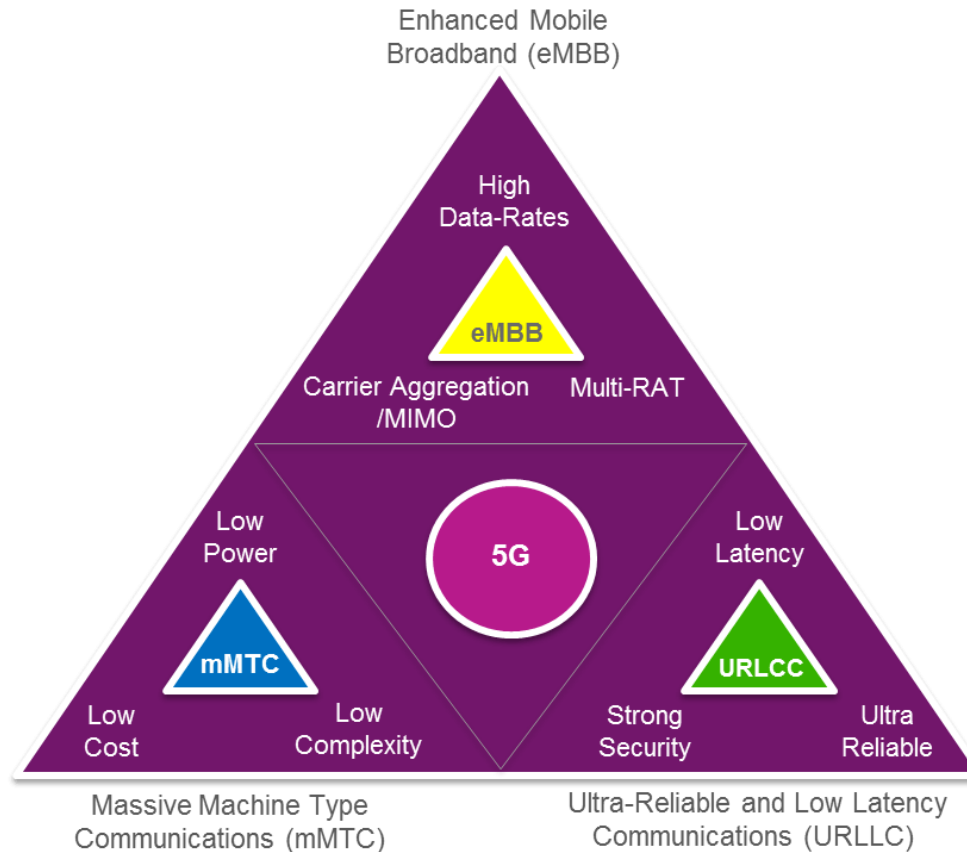 Enhanced Mobile
Broadband (eMBB)
High
Data-Rates
eMBB
Carrier Aggregation
/MIMO
Multi-RAT
5G
Low
Power
mMTC
Low
Cost
Low
Complexity
Low
Latency
URLCC
Strong
Security
Ultra
Reliable
Massive Machine Type
Communications (mMTC)
Ultra-Reliable and Low Latency
Communications (URLLC)